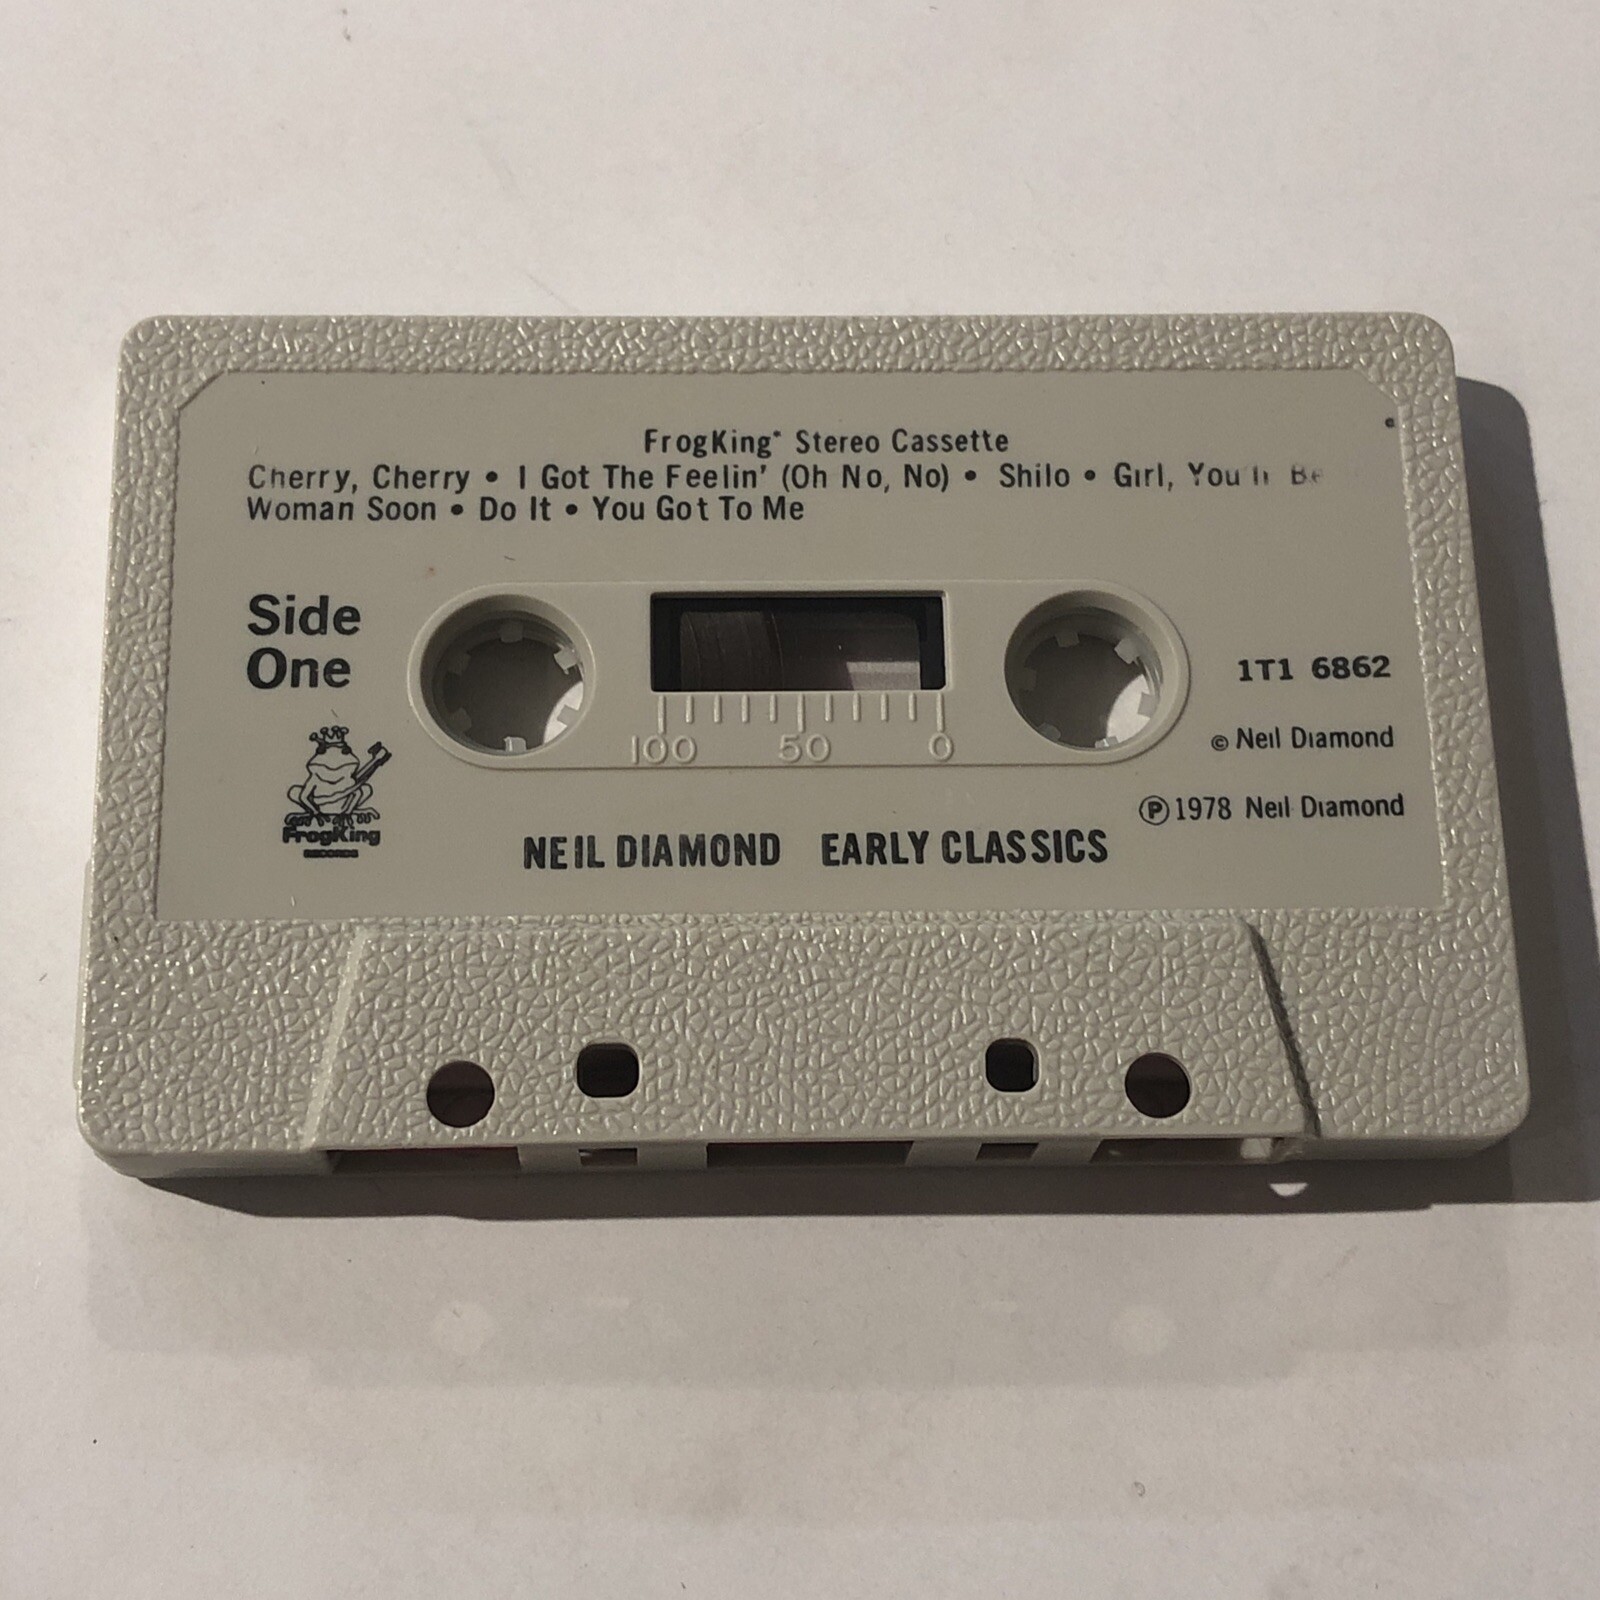 FrogKing* Stereo Cassette
Cherry, Cherry • I Got The Feelin' (Oh No, No) • Shilo • Girl, You'll Be
Woman Soon • Do It • You Got To Me
Side
One
100 50 0
1T1 6862
© Neil Diamond
℗ 1978 Neil Diamond
FrogKing
RECORDS
NEIL DIAMOND EARLY CLASSICS